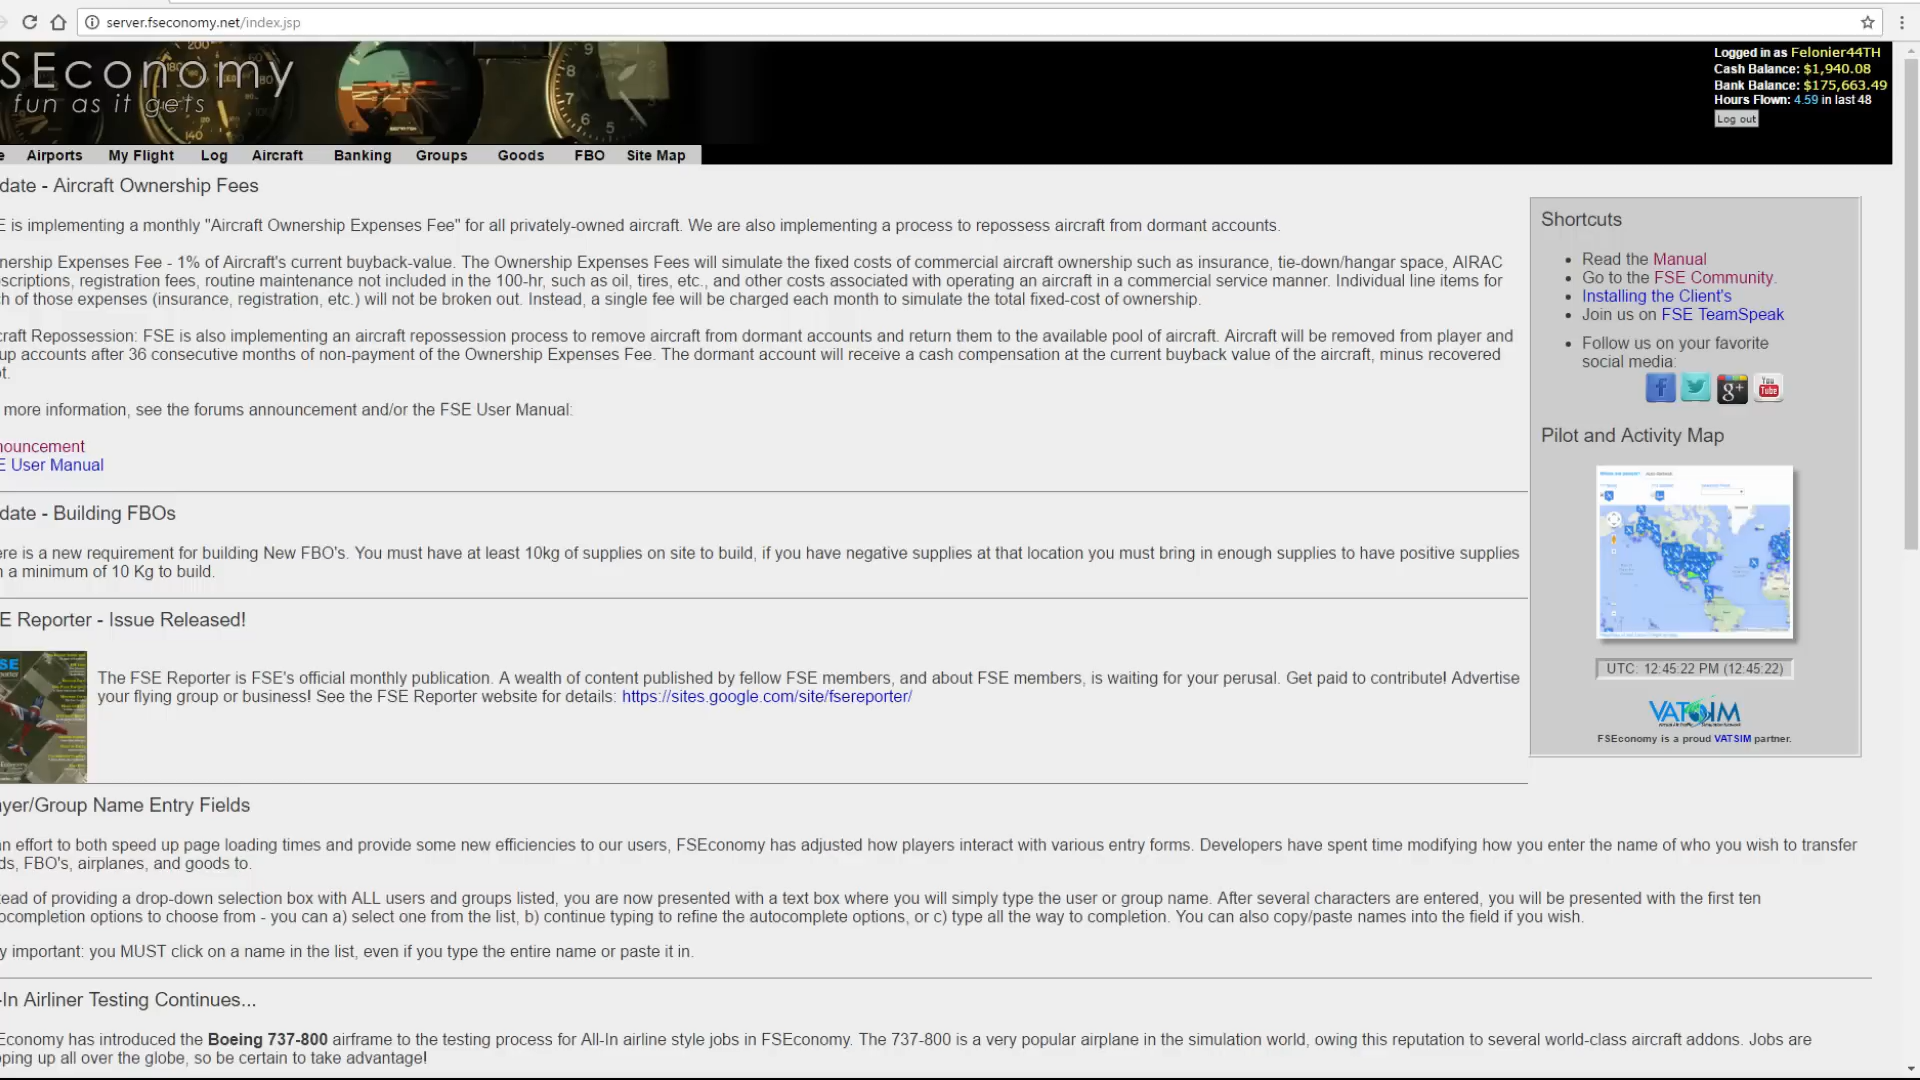 server.fseconomy.net/index.jsp
SEconomy
fun as it gets
Logged in as Felonier44TH
Cash Balance: $1,940.08
Bank Balance: $175,663.49
Hours Flown: 4.59 in last 48
Log out
e Airports My Flight Log Aircraft Banking Groups Goods FBO Site Map
date - Aircraft Ownership Fees
E is implementing a monthly "Aircraft Ownership Expenses Fee" for all privately-owned aircraft. We are also implementing a process to repossess aircraft from dormant accounts.
nership Expenses Fee - 1% of Aircraft's current buyback-value. The Ownership Expenses Fees will simulate the fixed costs of commercial aircraft ownership such as insurance, tie-down/hangar space, AIRAC
scriptions, registration fees, routine maintenance not included in the 100-hr, such as oil, tires, etc., and other costs associated with operating an aircraft in a commercial service manner. Individual line items for
h of those expenses (insurance, registration, etc.) will not be broken out. Instead, a single fee will be charged each month to simulate the total fixed-cost of ownership.
craft Repossession: FSE is also implementing an aircraft repossession process to remove aircraft from dormant accounts and return them to the available pool of aircraft. Aircraft will be removed from player and
up accounts after 36 consecutive months of non-payment of the Ownership Expenses Fee. The dormant account will receive a cash compensation at the current buyback value of the aircraft, minus recovered
t.
more information, see the forums announcement and/or the FSE User Manual:
nouncement
E User Manual
date - Building FBOs
ere is a new requirement for building New FBO's. You must have at least 10kg of supplies on site to build, if you have negative supplies at that location you must bring in enough supplies to have positive supplies
h a minimum of 10 Kg to build.
E Reporter - Issue Released!
The FSE Reporter is FSE's official monthly publication. A wealth of content published by fellow FSE members, and about FSE members, is waiting for your perusal. Get paid to contribute! Advertise
your flying group or business! See the FSE Reporter website for details: https://sites.google.com/site/fsereporter/
ayer/Group Name Entry Fields
an effort to both speed up page loading times and provide some new efficiencies to our users, FSEconomy has adjusted how players interact with various entry forms. Developers have spent time modifying how you enter the name of who you wish to transfer
ds, FBO's, airplanes, and goods to.
tead of providing a drop-down selection box with ALL users and groups listed, you are now presented with a text box where you will simply type the user or group name. After several characters are entered, you will be presented with the first ten
ocompletion options to choose from - you can a) select one from the list, b) continue typing to refine the autocomplete options, or c) type all the way to completion. You can also copy/paste names into the field if you wish.
y important: you MUST click on a name in the list, even if you type the entire name or paste it in.
-In Airliner Testing Continues...
Economy has introduced the Boeing 737-800 airframe to the testing process for All-In airline style jobs in FSEconomy. The 737-800 is a very popular airplane in the simulation world, owing this reputation to several world-class aircraft addons. Jobs are
pping up all over the globe, so be certain to take advantage!
Shortcuts
Read the Manual
Go to the FSE Community.
Installing the Client's
Join us on FSE TeamSpeak
Follow us on your favorite
social media:
Pilot and Activity Map
UTC: 12:45:22 PM (12:45:22)
VATSIM
FSEconomy is a proud VATSIM partner.